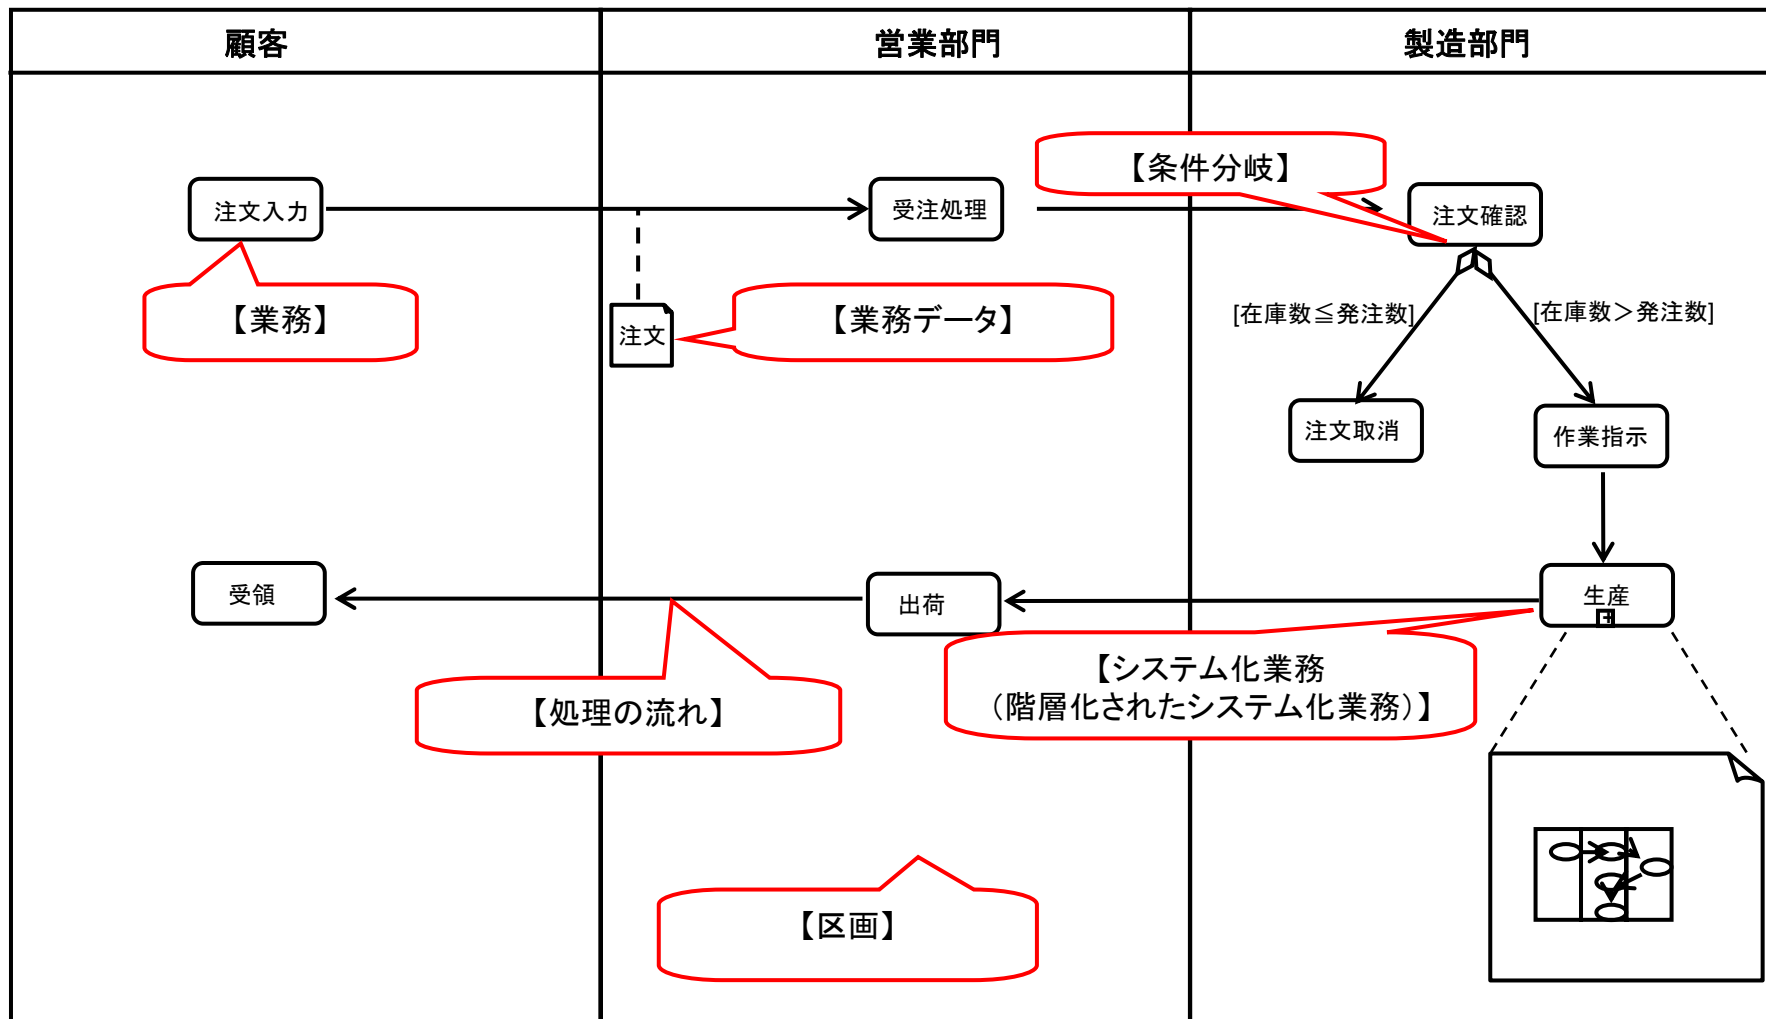 顧客
営業部門
製造部門
【条件分岐】
注文入力
受注処理
注文確認
【業務】
注文
【業務データ】
[在庫数≦発注数]
[在庫数＞発注数]
注文取消
作業指示
受領
出荷
生産
+
【処理の流れ】
【システム化業務
（階層化されたシステム化業務）】
【区画】